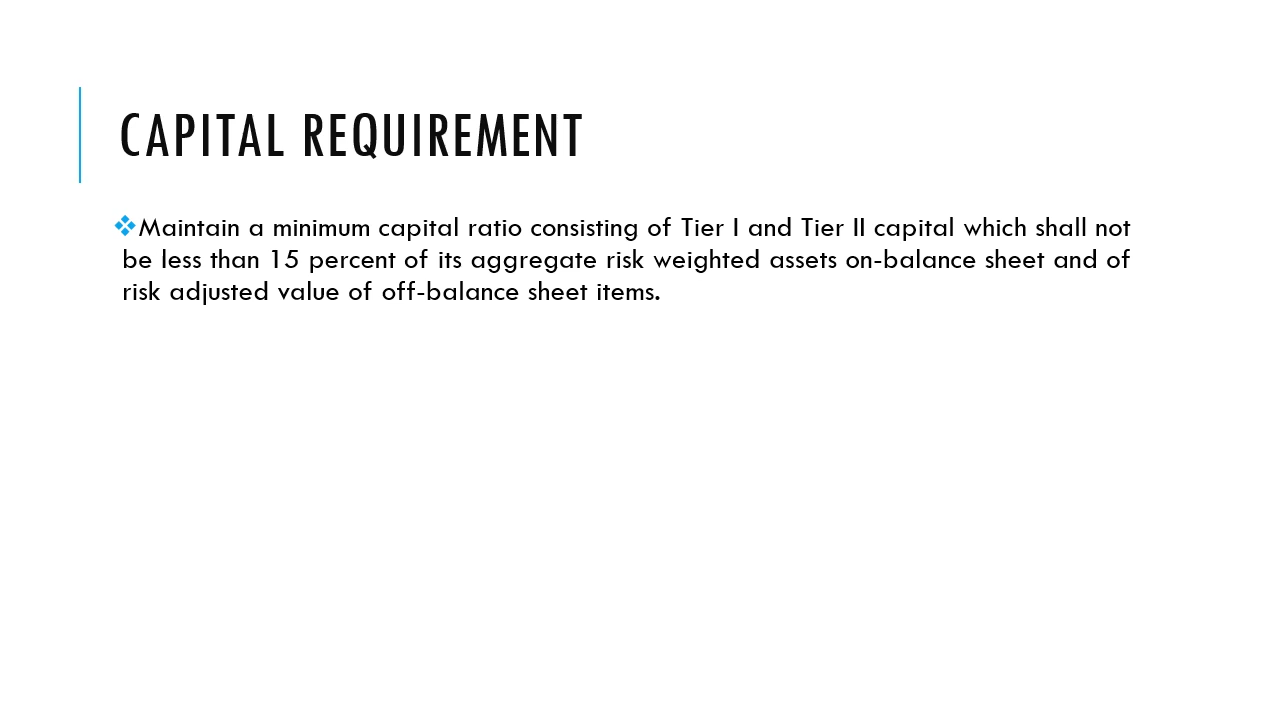 CAPITAL REQUIREMENT
❖Maintain a minimum capital ratio consisting of Tier I and Tier II capital which shall not
be less than 15 percent of its aggregate risk weighted assets on-balance sheet and of
risk adjusted value of off-balance sheet items.